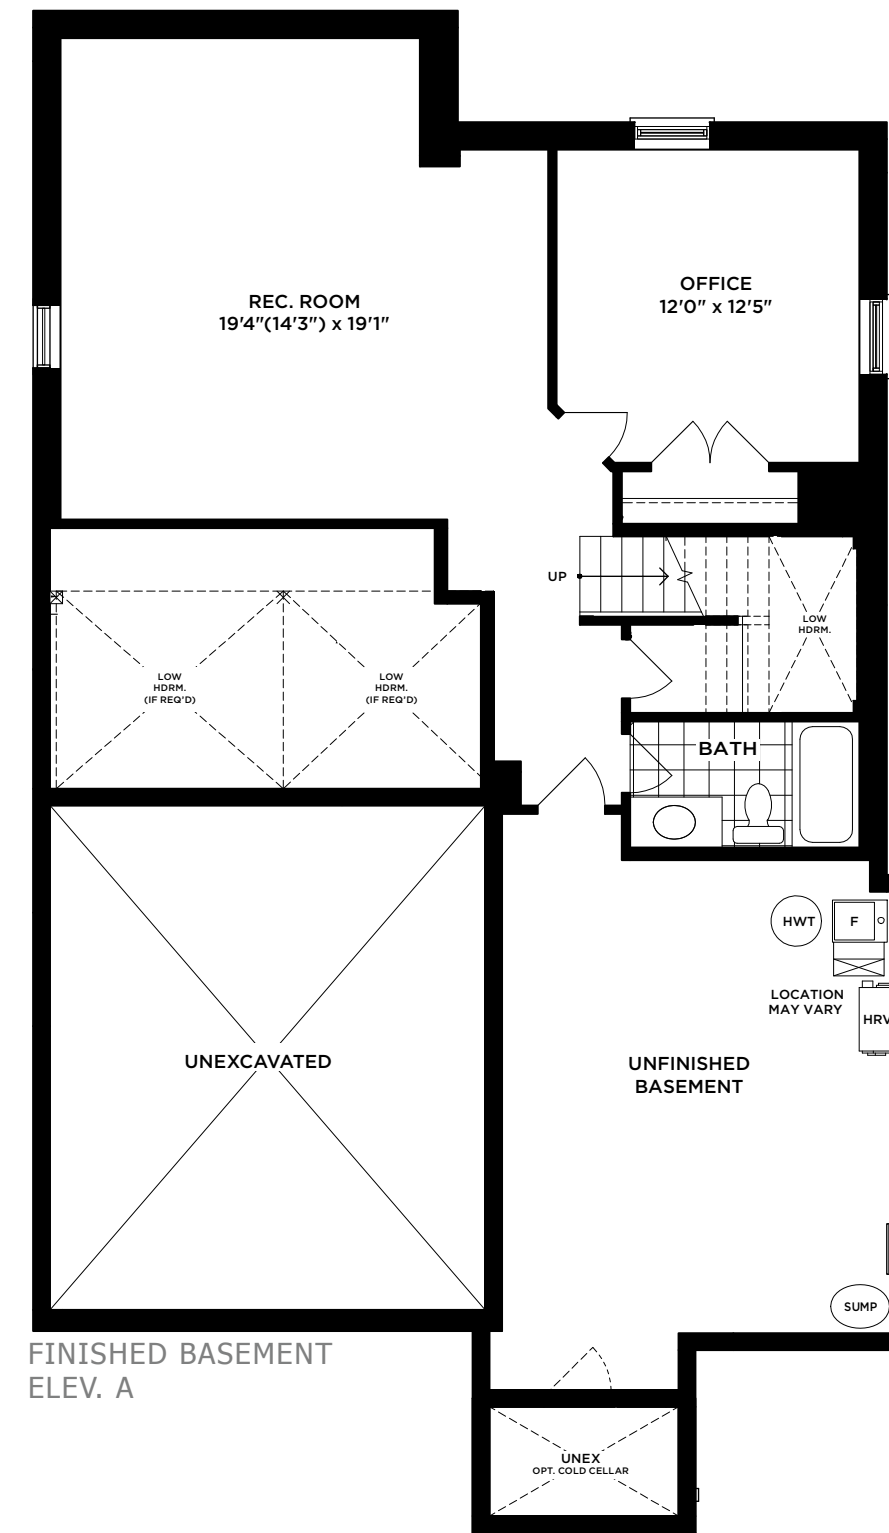 REC. ROOM
19'4"(14'3") x 19'1"
OFFICE
12'0" x 12'5"
UP
LOW
HDRM.
LOW
HDRM.
(IF REQ'D)
LOW
HDRM.
(IF REQ'D)
BATH
HWT
F
LOCATION
MAY VARY
HRV
UNEXCAVATED
UNFINISHED
BASEMENT
SUMP
FINISHED BASEMENT
ELEV. A
UNEX
OPT. COLD CELLAR